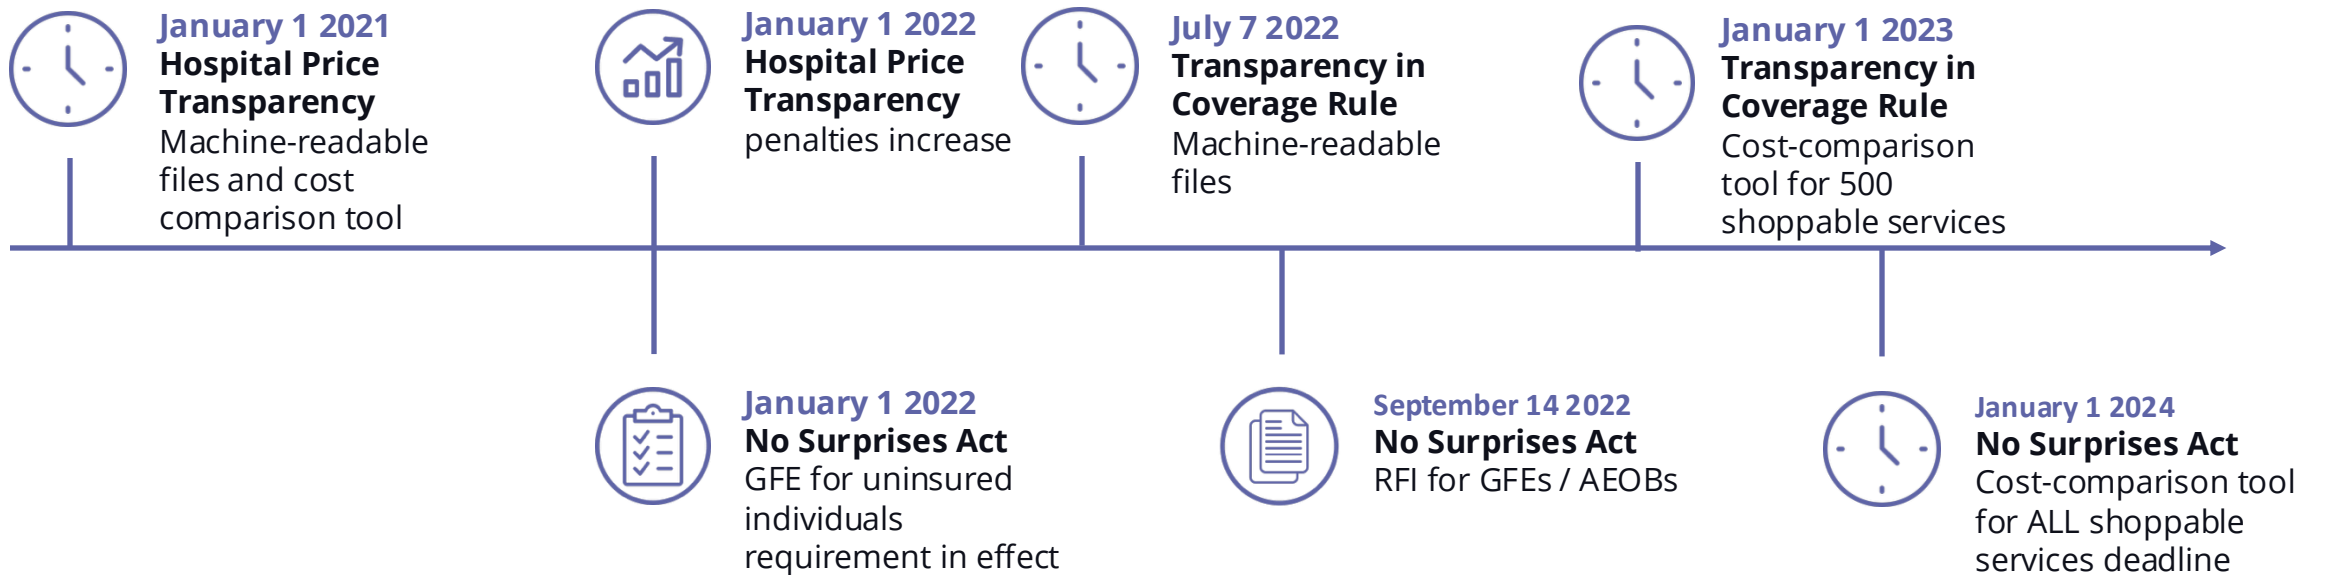 January 1 2021
Hospital Price
Transparency
Machine-readable
files and cost
comparison tool
January 1 2022
Hospital Price
Transparency
penalties increase
July 7 2022
Transparency in
Coverage Rule
Machine-readable
files
January 1 2023
Transparency in
Coverage Rule
Cost-comparison
tool for 500
shoppable services
January 1 2022
No Surprises Act
GFE for uninsured
individuals
requirement in effect
September 14 2022
No Surprises Act
RFI for GFEs / AEOBs
January 1 2024
No Surprises Act
Cost-comparison tool
for ALL shoppable
services deadline